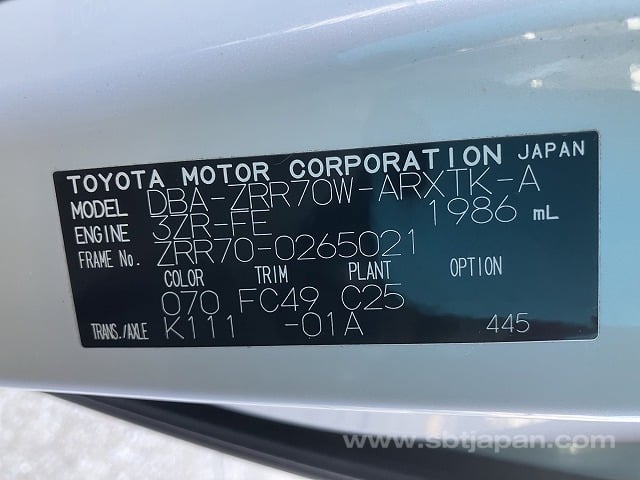 TOYOTA MOTOR CORPORATION JAPAN
MODEL DBA-ZRR70W-ARXTK-A
ENGINE 3ZR-FE 1986 mL
FRAME No. ZRR70-0265021
COLOR TRIM PLANT OPTION
070 FC49 C25
TRANS./AXLE K111 -01A 445
www.sbtjapan.com